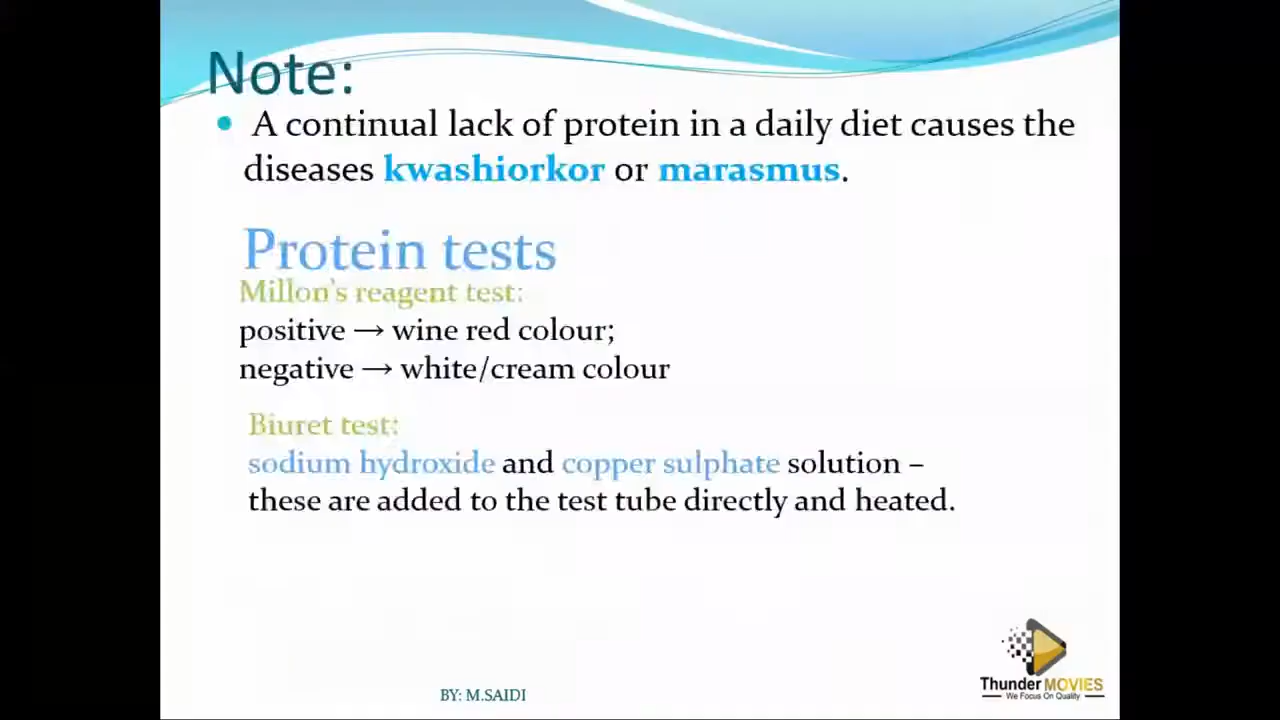 Note:
A continual lack of protein in a daily diet causes the
diseases kwashiorkor or marasmus.
Protein tests
Millon's reagent test:
positive → wine red colour;
negative → white/cream colour
Biuret test:
sodium hydroxide and copper sulphate solution –
these are added to the test tube directly and heated.
BY: M.SAIDI
Thunder MOVIES
We Focus On Quality